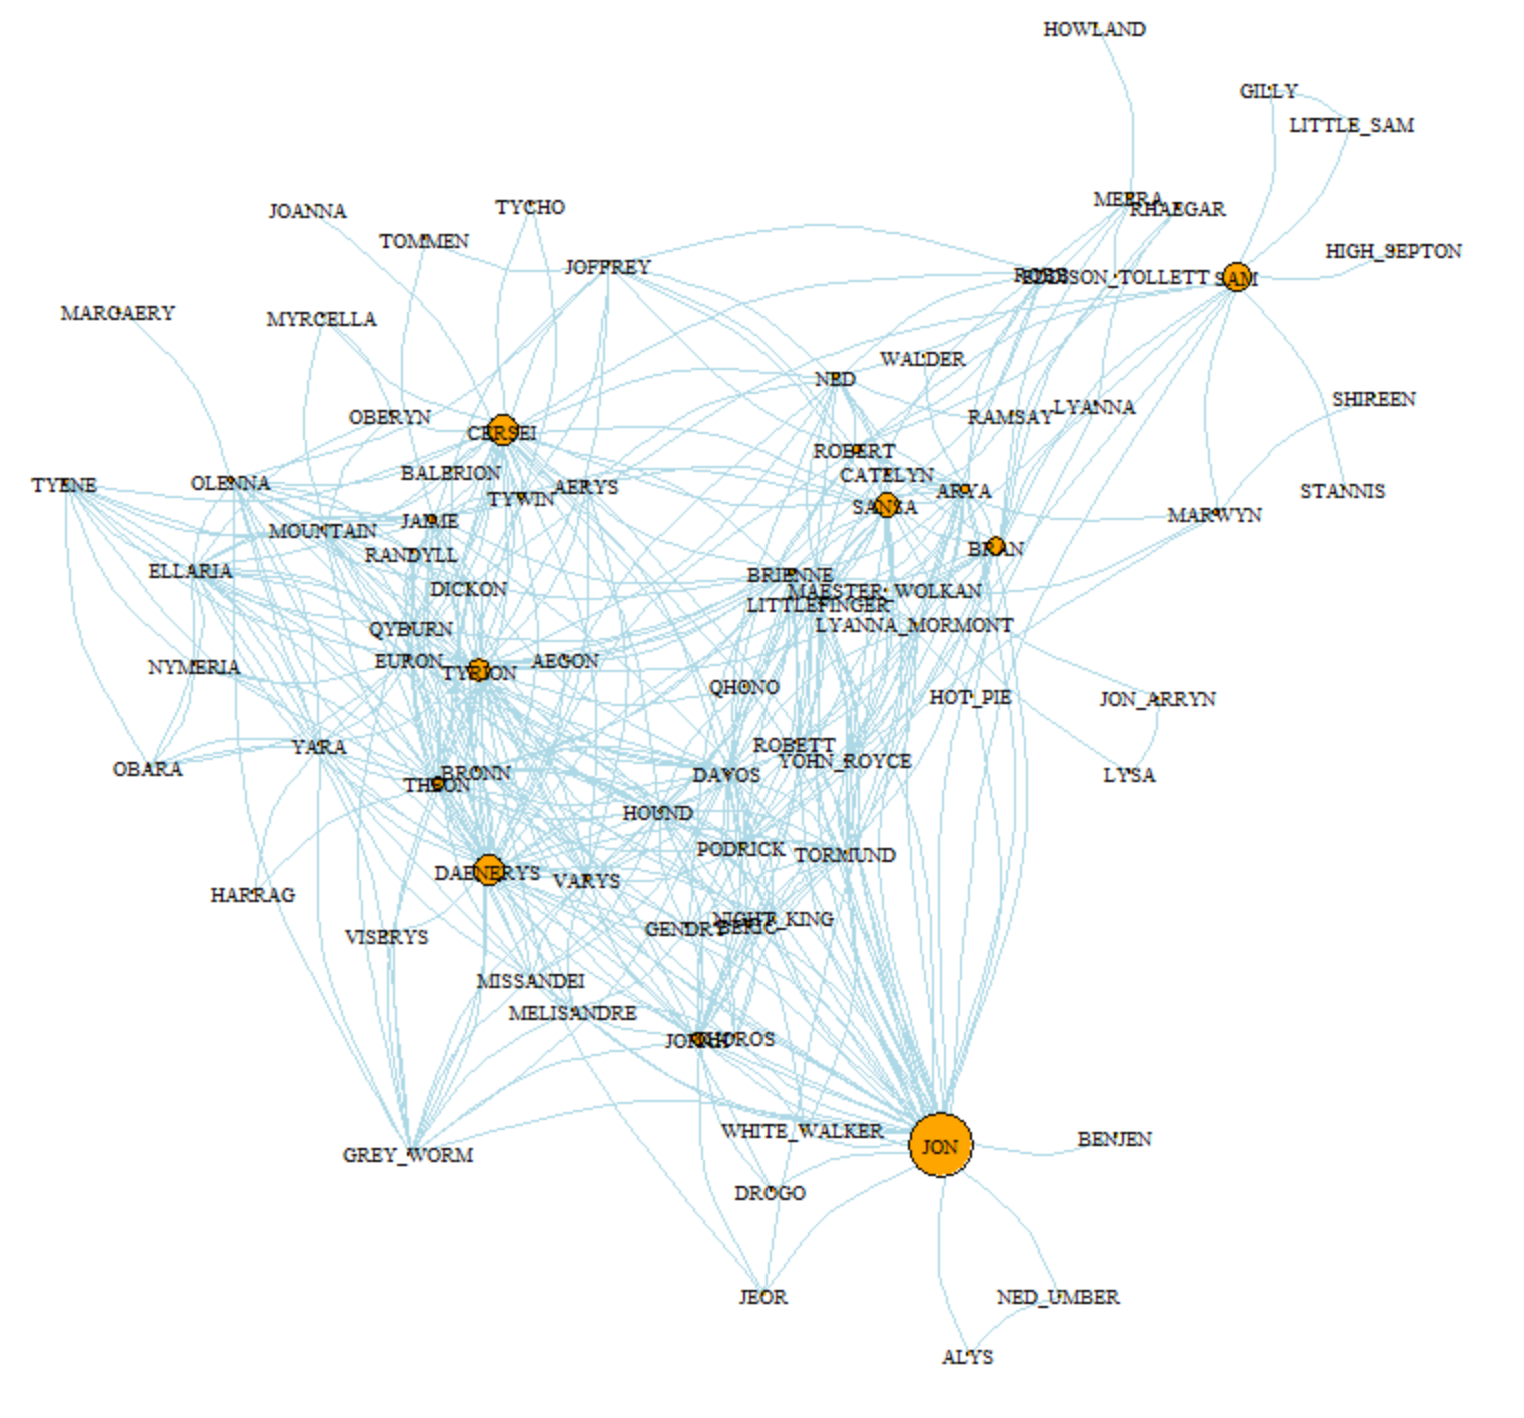 HOWLAND
GILLY
LITTLE_SAM
MEERA
RHAEGAR
JOANNA
TYCHO
TOMMEN
HIGH_SEPTON
JOFFREY
ROBB
EDDISON_TOLLETT
SAM
MARGAERY
MYRCELLA
WALDER
NED
SHIREEN
LYANNA
OBERYN
RAMSAY
CERSEI
ROBERT
BALERION
CATELYN
TYENE
OLENNA
AERYS
ARYA
STANNIS
TYWIN
SANSA
MARWYN
JAIME
MOUNTAIN
RANDYLL
BRAN
ELLARIA
BRIENNE
DICKON
MAESTER_WOLKAN
LITTLEFINGER
QYBURN
LYANNA_MORMONT
EURON
AEGON
NYMERIA
TYRION
QHONO
HOT_PIE
JON_ARRYN
YARA
ROBETT
YOHN_ROYCE
OBARA
BRONN
DAVOS
LYSA
THEON
HOUND
PODRICK
TORMUND
DAENERYS
VARYS
HARRAG
NIGHT_KING
GENDRY
BERIC
VISERYS
MISSANDEI
MELISANDRE
JORAH
THOROS
WHITE_WALKER
BENJEN
JON
GREY_WORM
DROGO
JEOR
NED_UMBER
ALYS